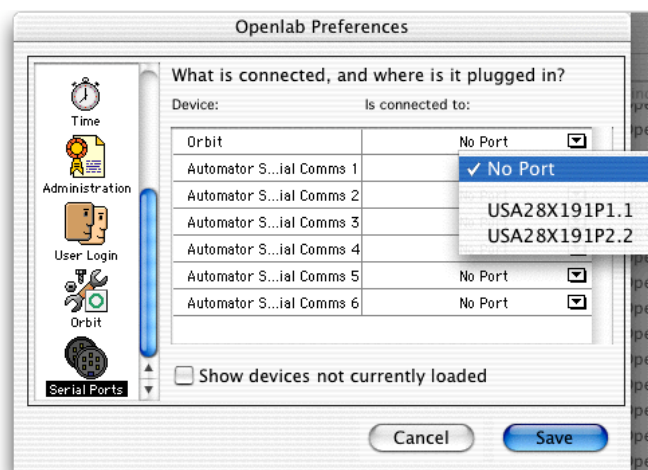 Openlab Preferences
Time
Administration
User Login
Orbit
Serial Ports
What is connected, and where is it plugged in?
Device: Is connected to:
Orbit No Port
Automator S...ial Comms 1
Automator S...ial Comms 2
Automator S...ial Comms 3
Automator S...ial Comms 4
Automator S...ial Comms 5 No Port
Automator S...ial Comms 6 No Port
✓ No Port
USA28X191P1.1
USA28X191P2.2
Show devices not currently loaded
Cancel Save